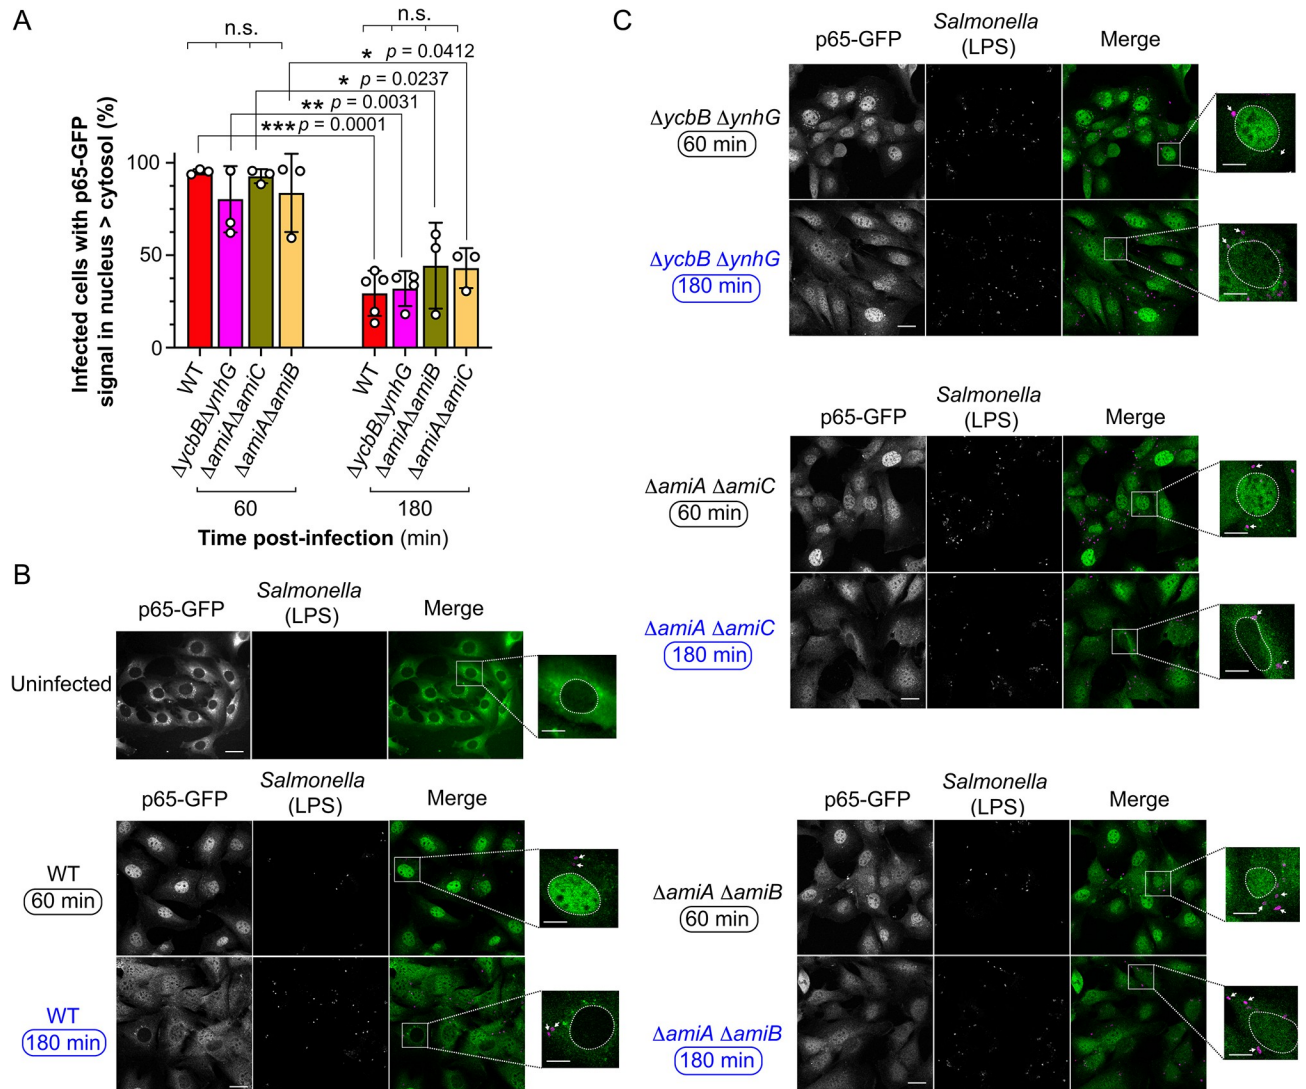 A
n.s.
n.s.
* p = 0.0412
* p = 0.0237
** p = 0.0031
*** p = 0.0001
Infected cells with p65-GFP
signal in nucleus > cytosol (%)
100
50
0
WT
ΔycbBΔynhG
ΔamiAΔamiC
ΔamiAΔamiB
WT
ΔycbBΔynhG
ΔamiAΔamiB
ΔamiAΔamiC
60
180
Time post-infection (min)
B
p65-GFP
Salmonella
(LPS)
Merge
Uninfected
p65-GFP
Salmonella
(LPS)
Merge
WT
60 min
WT
180 min
C
p65-GFP
Salmonella
(LPS)
Merge
ΔycbB ΔynhG
60 min
ΔycbB ΔynhG
180 min
p65-GFP
Salmonella
(LPS)
Merge
ΔamiA ΔamiC
60 min
ΔamiA ΔamiC
180 min
p65-GFP
Salmonella
(LPS)
Merge
ΔamiA ΔamiB
60 min
ΔamiA ΔamiB
180 min